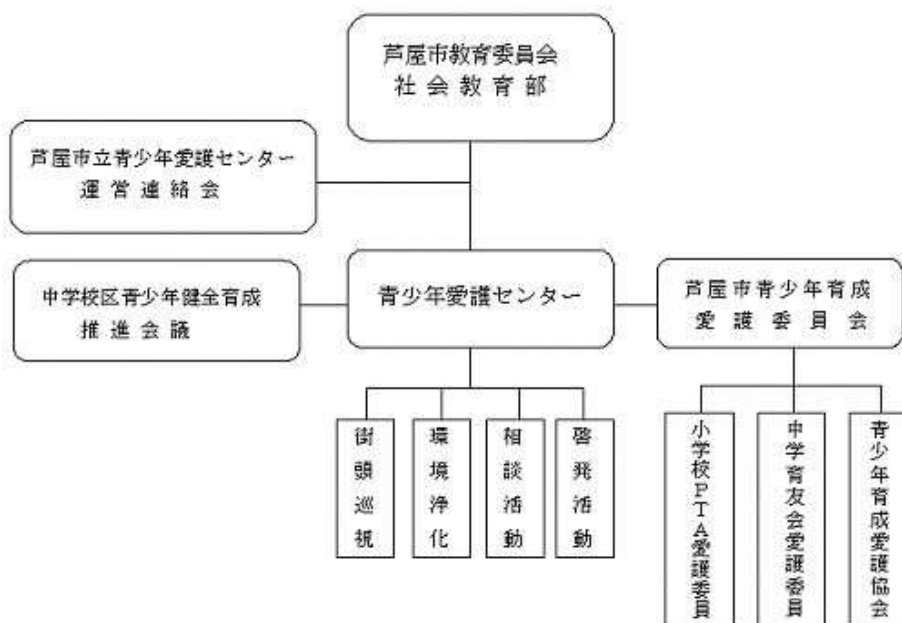 芦屋市教育委員会
社会教育部
芦屋市立青少年愛護センター
運営連絡会
中学校区青少年健全育成
推進会議
青少年愛護センター
芦屋市青少年育成
愛護委員会
街頭巡視
環境浄化
相談活動
啓発活動
小学校PTA愛護委員
中学育友会愛護委員
青少年育成愛護協会